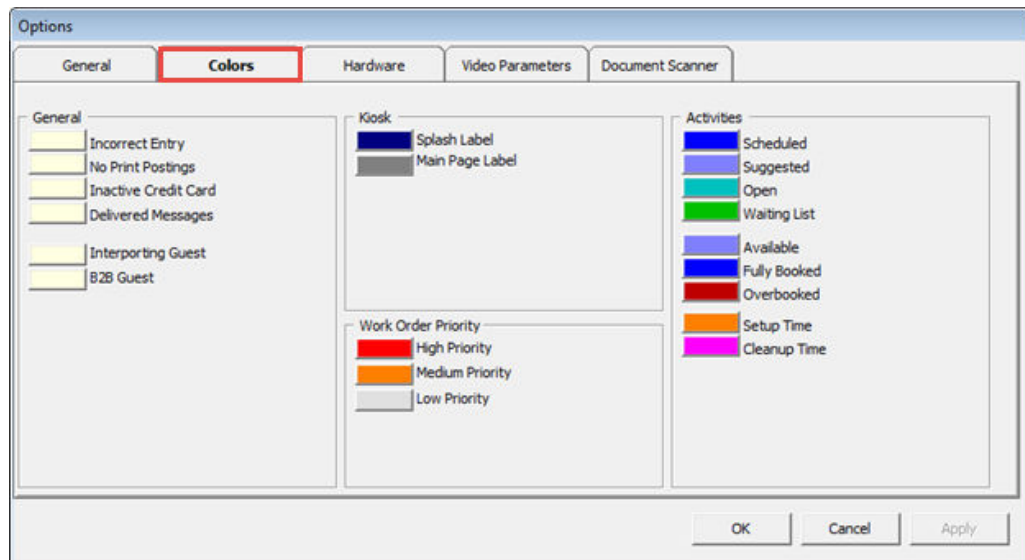 Options
General
Colors
Hardware
Video Parameters
Document Scanner
General
Incorrect Entry
No Print Postings
Inactive Credit Card
Delivered Messages
Interporting Guest
B2B Guest
Kiosk
Splash Label
Main Page Label
Work Order Priority
High Priority
Medium Priority
Low Priority
Activities
Scheduled
Suggested
Open
Waiting List
Available
Fully Booked
Overbooked
Setup Time
Cleanup Time
OK
Cancel
Apply